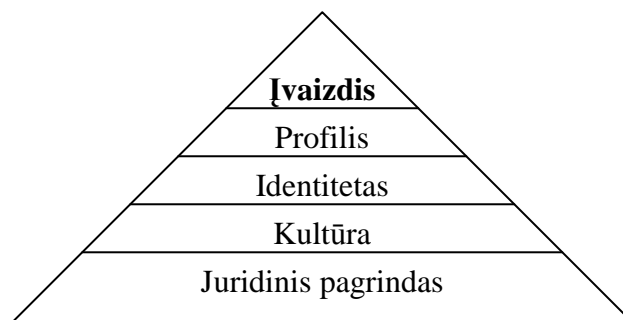 Įvaizdis
Profilis
Identitetas
Kultūra
Juridinis pagrindas